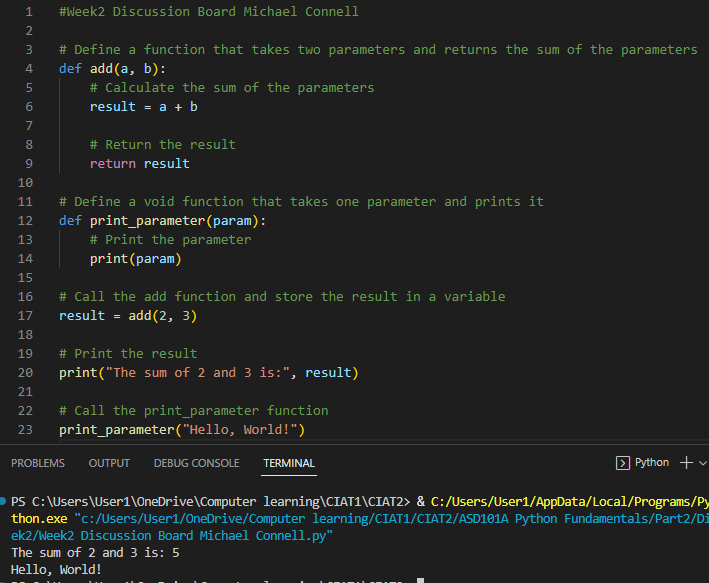 1 #Week2 Discussion Board Michael Connell
2
3 # Define a function that takes two parameters and returns the sum of the parameters
4 def add(a, b):
5 # Calculate the sum of the parameters
6 result = a + b
7
8 # Return the result
9 return result
10
11 # Define a void function that takes one parameter and prints it
12 def print_parameter(param):
13 # Print the parameter
14 print(param)
15
16 # Call the add function and store the result in a variable
17 result = add(2, 3)
18
19 # Print the result
20 print("The sum of 2 and 3 is:", result)
21
22 # Call the print_parameter function
23 print_parameter("Hello, World!")
PROBLEMS OUTPUT DEBUG CONSOLE TERMINAL Python
PS C:\Users\User1\OneDrive\Computer learning\CIAT1\CIAT2> & C:/Users/User1/AppData/Local/Programs/Py
thon.exe "c:/Users/User1/OneDrive/Computer learning/CIAT1/CIAT2/ASD101A Python Fundamentals/Part2/Di
ek2/Week2 Discussion Board Michael Connell.py"
The sum of 2 and 3 is: 5
Hello, World!